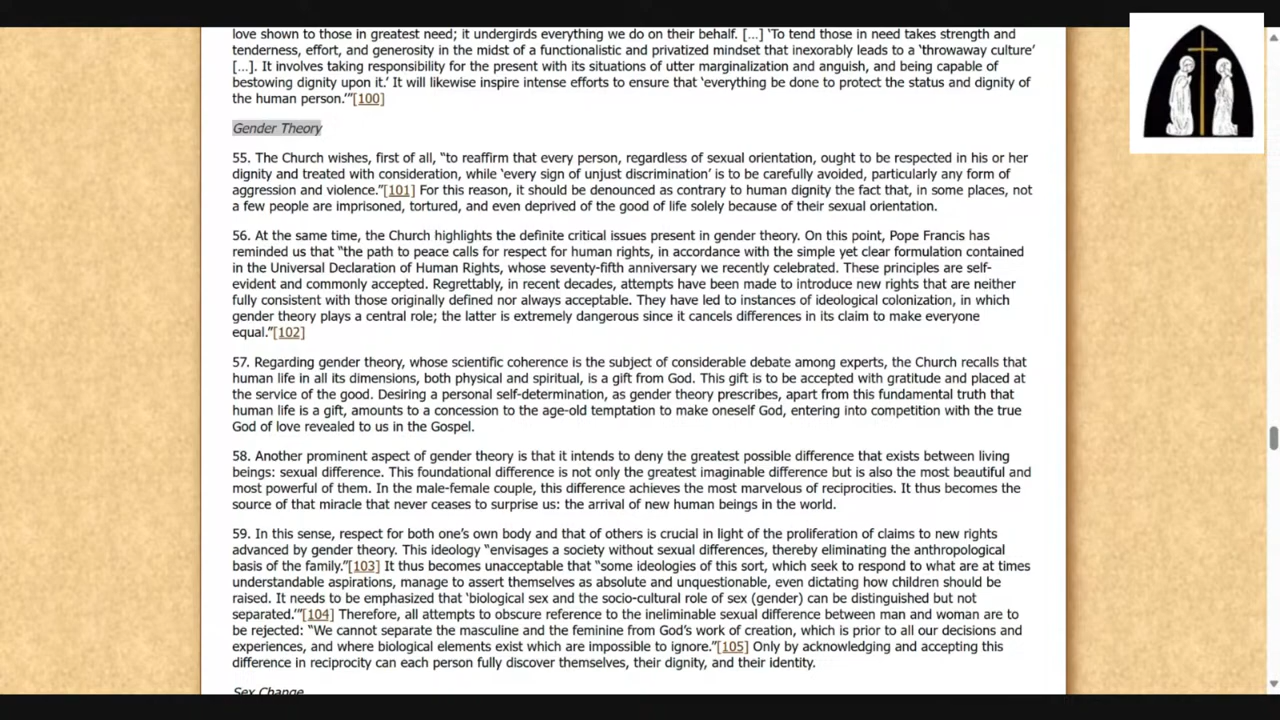 love shown to those in greatest need; it undergirds everything we do on their behalf. […] ‘To tend those in need takes strength and
tenderness, effort, and generosity in the midst of a functionalistic and privatized mindset that inexorably leads to a ‘throwaway culture’
[…]. It involves taking responsibility for the present with its situations of utter marginalization and anguish, and being capable of
bestowing dignity upon it.’ It will likewise inspire intense efforts to ensure that ‘everything be done to protect the status and dignity of
the human person.’”[100]
Gender Theory
55. The Church wishes, first of all, “to reaffirm that every person, regardless of sexual orientation, ought to be respected in his or her
dignity and treated with consideration, while ‘every sign of unjust discrimination’ is to be carefully avoided, particularly any form of
aggression and violence.”[101] For this reason, it should be denounced as contrary to human dignity the fact that, in some places, not
a few people are imprisoned, tortured, and even deprived of the good of life solely because of their sexual orientation.
56. At the same time, the Church highlights the definite critical issues present in gender theory. On this point, Pope Francis has
reminded us that “the path to peace calls for respect for human rights, in accordance with the simple yet clear formulation contained
in the Universal Declaration of Human Rights, whose seventy-fifth anniversary we recently celebrated. These principles are self-
evident and commonly accepted. Regrettably, in recent decades, attempts have been made to introduce new rights that are neither
fully consistent with those originally defined nor always acceptable. They have led to instances of ideological colonization, in which
gender theory plays a central role; the latter is extremely dangerous since it cancels differences in its claim to make everyone
equal.”[102]
57. Regarding gender theory, whose scientific coherence is the subject of considerable debate among experts, the Church recalls that
human life in all its dimensions, both physical and spiritual, is a gift from God. This gift is to be accepted with gratitude and placed at
the service of the good. Desiring a personal self-determination, as gender theory prescribes, apart from this fundamental truth that
human life is a gift, amounts to a concession to the age-old temptation to make oneself God, entering into competition with the true
God of love revealed to us in the Gospel.
58. Another prominent aspect of gender theory is that it intends to deny the greatest possible difference that exists between living
beings: sexual difference. This foundational difference is not only the greatest imaginable difference but is also the most beautiful and
most powerful of them. In the male-female couple, this difference achieves the most marvelous of reciprocities. It thus becomes the
source of that miracle that never ceases to surprise us: the arrival of new human beings in the world.
59. In this sense, respect for both one’s own body and that of others is crucial in light of the proliferation of claims to new rights
advanced by gender theory. This ideology “envisages a society without sexual differences, thereby eliminating the anthropological
basis of the family.”[103] It thus becomes unacceptable that “some ideologies of this sort, which seek to respond to what are at times
understandable aspirations, manage to assert themselves as absolute and unquestionable, even dictating how children should be
raised. It needs to be emphasized that ‘biological sex and the socio-cultural role of sex (gender) can be distinguished but not
separated.’”[104] Therefore, all attempts to obscure reference to the ineliminable sexual difference between man and woman are to
be rejected: “We cannot separate the masculine and the feminine from God’s work of creation, which is prior to all our decisions and
experiences, and where biological elements exist which are impossible to ignore.”[105] Only by acknowledging and accepting this
difference in reciprocity can each person fully discover themselves, their dignity, and their identity.
Sex Change